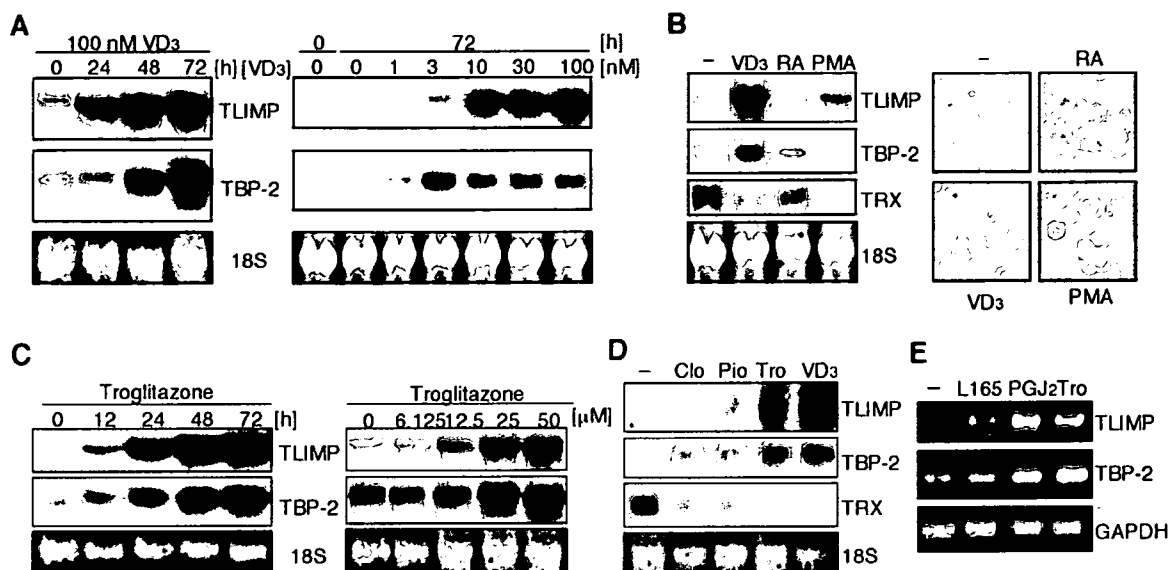 A
100 nM VD3
0 24 48 72 [h]
TLIMP
TBP-2
18S
0 72 [h]
[VD3] 0 0 1 3 10 30 100 [nM]
B
– VD3 RA PMA
TLIMP
TBP-2
TRX
18S
– RA
VD3 PMA
C
Troglitazone
0 12 24 48 72 [h]
TLIMP
TBP-2
18S
Troglitazone
0 6.125 12.5 25 50 [μM]
D
– Clo Pio Tro VD3
TLIMP
TBP-2
TRX
18S
E
– L165 PGJ2 Tro
TLIMP
TBP-2
GAPDH